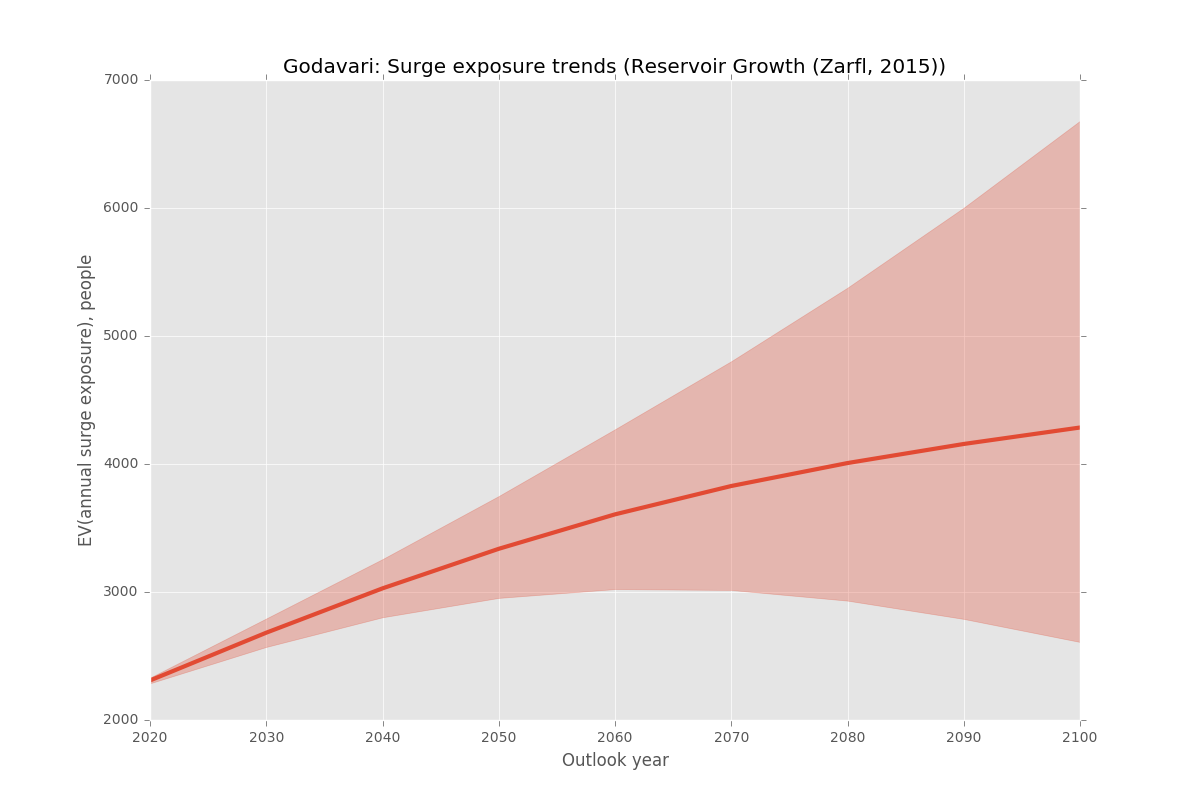 Godavari: Surge exposure trends (Reservoir Growth (Zarfl, 2015))
7000
6000
5000
4000
3000
2000
EV(annual surge exposure), people
2020 2030 2040 2050 2060 2070 2080 2090 2100
Outlook year